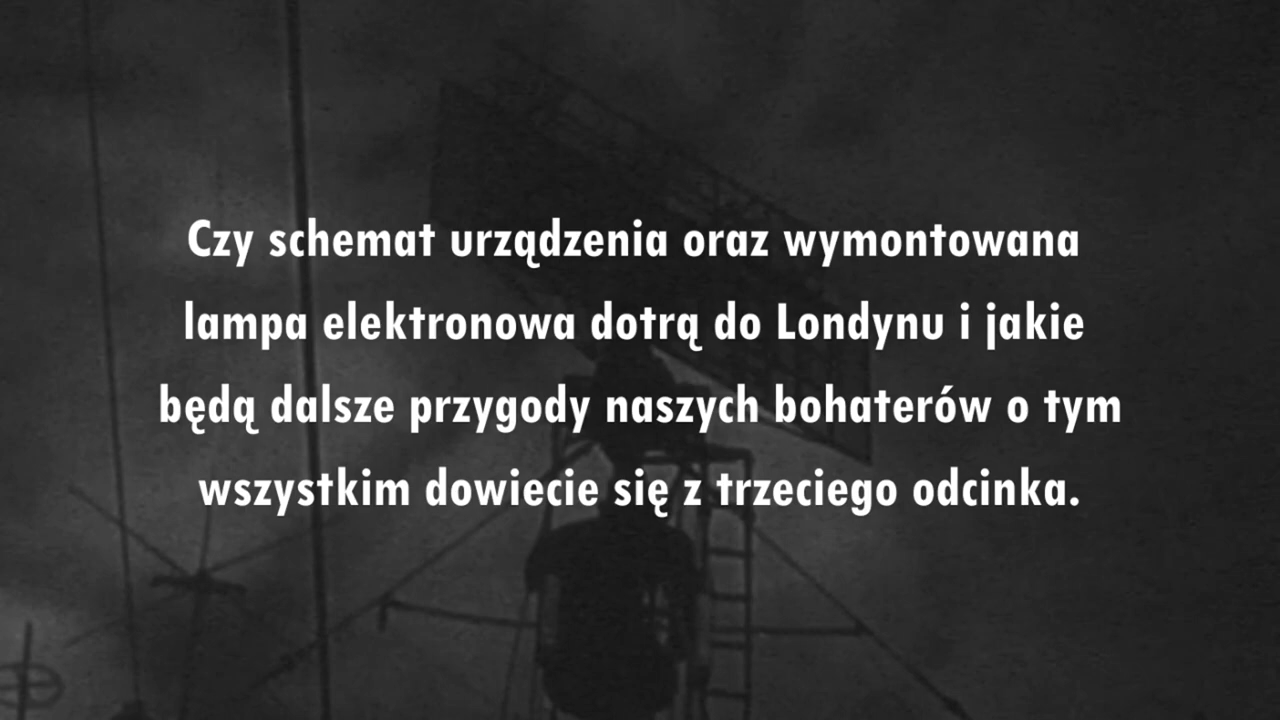 Czy schemat urządzenia oraz wymontowana
lampa elektronowa dotrą do Londynu i jakie
będą dalsze przygody naszych bohaterów o tym
wszystkim dowiecie się z trzeciego odcinka.